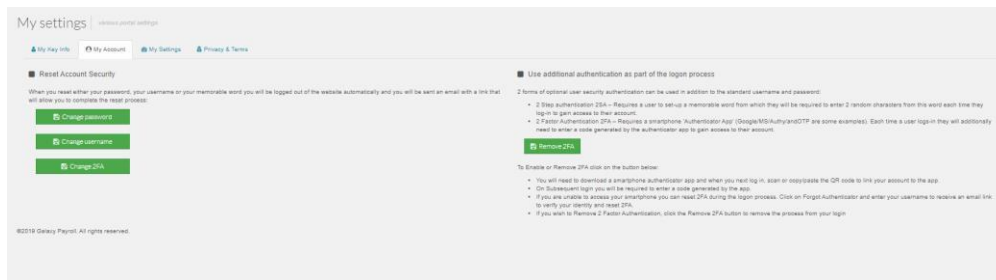 My settings | various portal settings
My Key Info My Account My Settings Privacy & Terms
Reset Account Security
When you reset either your password, your username or your memorable word you will be logged out of the website automatically and you will be sent an email with a link that
will allow you to complete the reset process:
Change password
Change username
Change 2FA
Use additional authentication as part of the logon process
2 forms of optional user security authentication can be used in addition to the standard username and password:
2 Step authentication 2SA – Requires a user to set-up a memorable word from which they will be required to enter 2 random characters from this word each time they
log-in to gain access to their account.
2 Factor Authentication 2FA – Requires a smartphone 'Authenticator App' (Google/MS/Authy/andOTP are some examples). Each time a user logs-in they will additionally
need to enter a code generated by the authenticator app to gain access to their account.
Remove 2FA
To Enable or Remove 2FA click on the button below:
You will need to download a smartphone authenticator app and when you next log in, scan or copy/paste the QR code to link your account to the app.
On Subsequent login you will be required to enter a code generated by the app.
If you are unable to access your smartphone you can reset 2FA during the logon process. Click on Forgot Authenticator and enter your username to receive an email link
to verify your identity and reset 2FA.
If you wish to Remove 2 Factor Authentication, click the Remove 2FA button to remove the process from your login
©2019 Galaxy Payroll. All rights reserved.